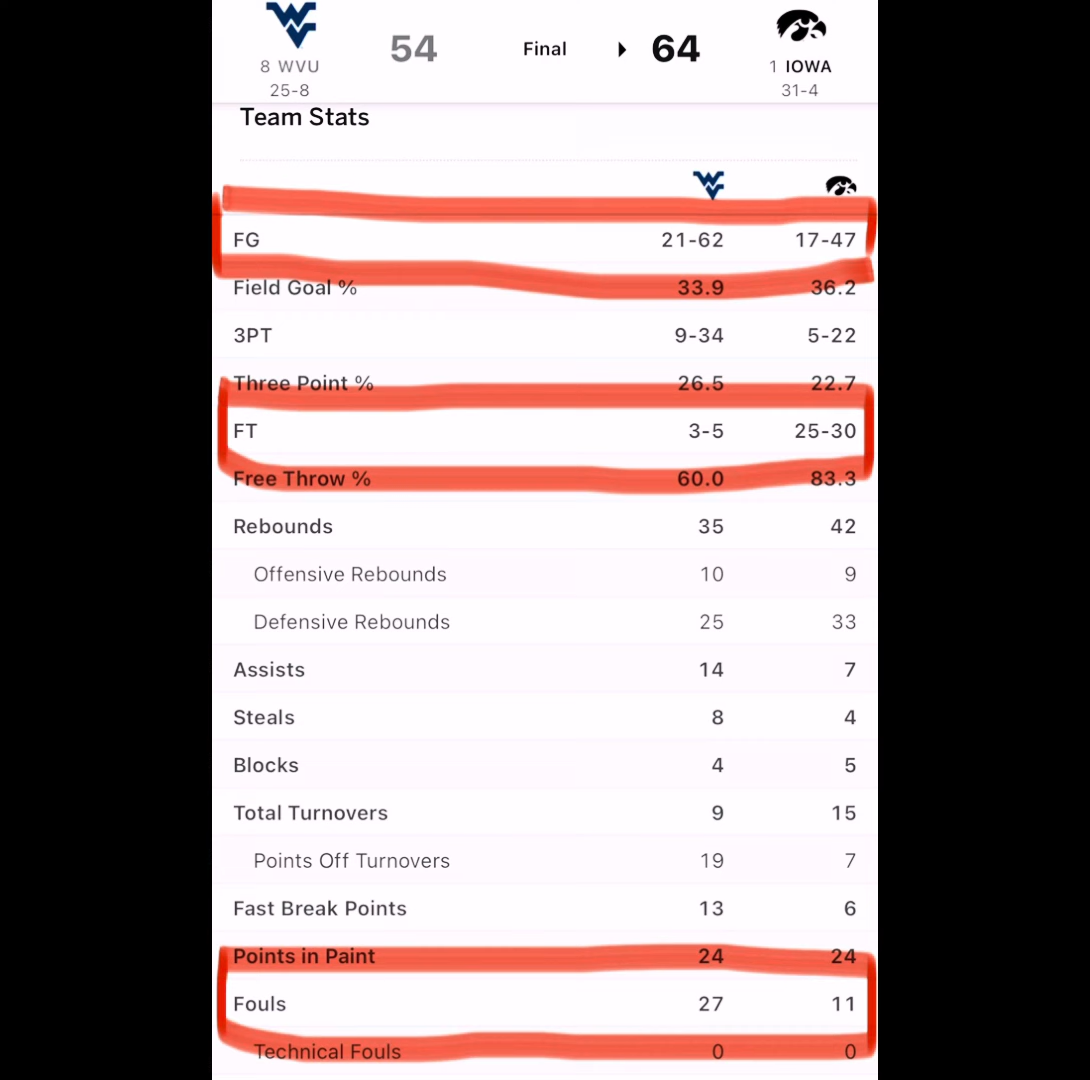 54 Final 64
8 WVU 1 IOWA
25-8 31-4
Team Stats
FG 21-62 17-47
Field Goal % 33.9 36.2
3PT 9-34 5-22
Three Point % 26.5 22.7
FT 3-5 25-30
Free Throw % 60.0 83.3
Rebounds 35 42
Offensive Rebounds 10 9
Defensive Rebounds 25 33
Assists 14 7
Steals 8 4
Blocks 4 5
Total Turnovers 9 15
Points Off Turnovers 19 7
Fast Break Points 13 6
Points in Paint 24 24
Fouls 27 11
Technical Fouls 0 0